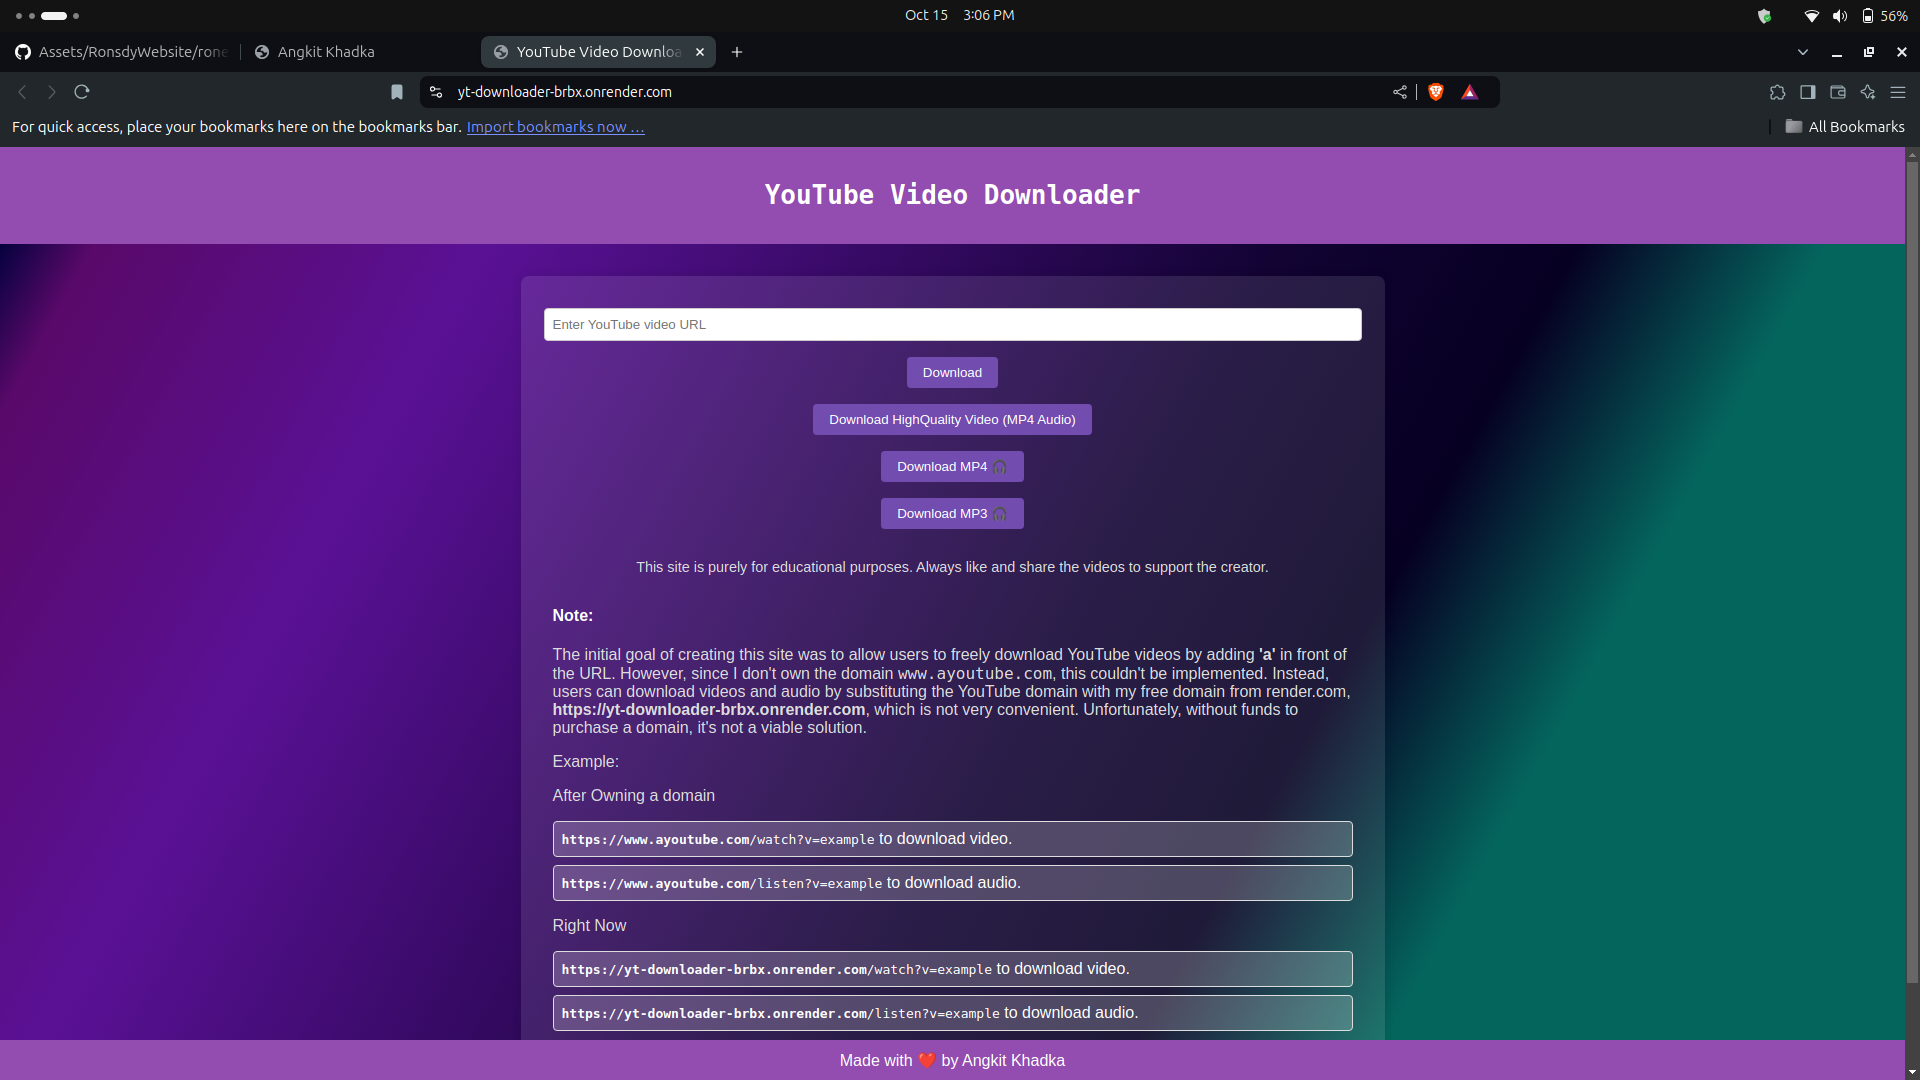 Oct 15 3:06 PM
56%
Assets/RonsdyWebsite/rone
Angkit Khadka
YouTube Video Downloa
yt-downloader-brbx.onrender.com
For quick access, place your bookmarks here on the bookmarks bar. Import bookmarks now …
All Bookmarks
YouTube Video Downloader
Enter YouTube video URL
Download
Download HighQuality Video (MP4 Audio)
Download MP4 🎧
Download MP3 🎧
This site is purely for educational purposes. Always like and share the videos to support the creator.
Note:
The initial goal of creating this site was to allow users to freely download YouTube videos by adding 'a' in front of
the URL. However, since I don't own the domain www.ayoutube.com, this couldn't be implemented. Instead,
users can download videos and audio by substituting the YouTube domain with my free domain from render.com,
https://yt-downloader-brbx.onrender.com, which is not very convenient. Unfortunately, without funds to
purchase a domain, it's not a viable solution.
Example:
After Owning a domain
https://www.ayoutube.com/watch?v=example to download video.
https://www.ayoutube.com/listen?v=example to download audio.
Right Now
https://yt-downloader-brbx.onrender.com/watch?v=example to download video.
https://yt-downloader-brbx.onrender.com/listen?v=example to download audio.
Made with ❤️ by Angkit Khadka